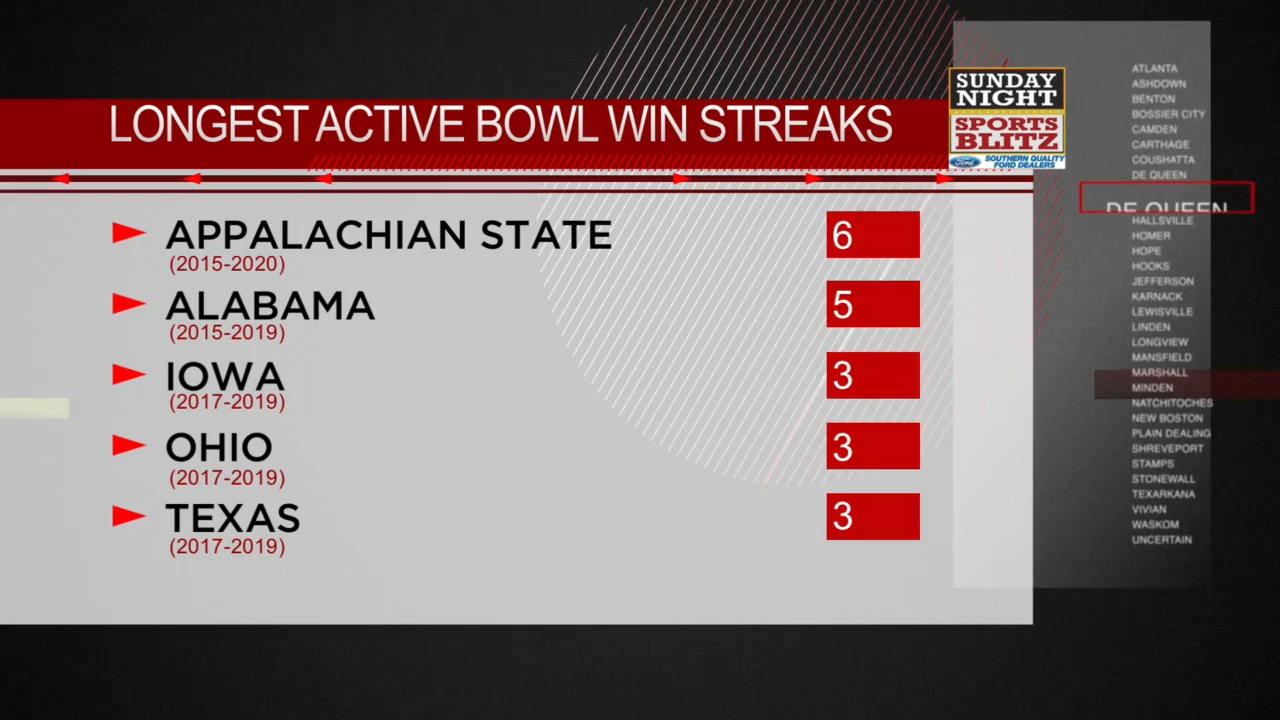 LONGEST ACTIVE BOWL WIN STREAKS
SUNDAY
NIGHT
SPORTS
BLITZ
Ford
SOUTHERN QUALITY
FORD DEALERS
APPALACHIAN STATE 6
(2015-2020)
ALABAMA 5
(2015-2019)
IOWA 3
(2017-2019)
OHIO 3
(2017-2019)
TEXAS 3
(2017-2019)
ATLANTA
ASHDOWN
BENTON
BOSSIER CITY
CAMDEN
CARTHAGE
COUSHATTA
DE QUEEN
DE QUEEN
HALLSVILLE
HOMER
HOPE
HOOKS
JEFFERSON
KARNACK
LEWISVILLE
LINDEN
LONGVIEW
MANSFIELD
MARSHALL
MINDEN
NATCHITOCHES
NEW BOSTON
PLAIN DEALING
SHREVEPORT
STAMPS
STONEWALL
TEXARKANA
VIVIAN
WASKOM
UNCERTAIN